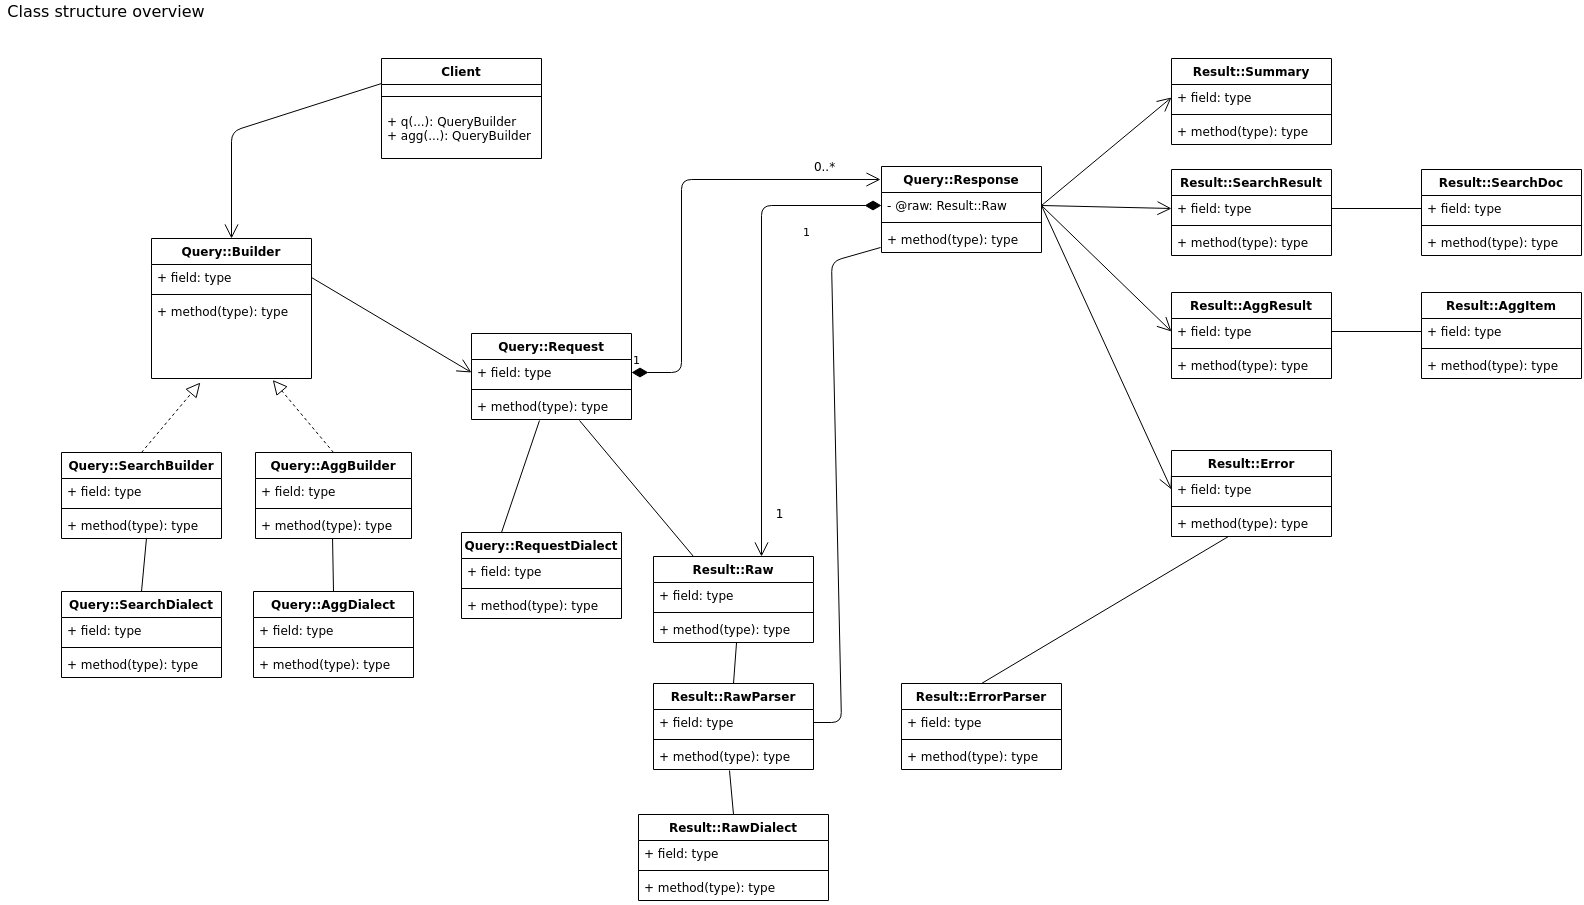 Class structure overview
Client
+ q(...): QueryBuilder
+ agg(...): QueryBuilder
Query::Builder
+ field: type
+ method(type): type
Query::SearchBuilder
+ field: type
+ method(type): type
Query::AggBuilder
+ field: type
+ method(type): type
Query::SearchDialect
+ field: type
+ method(type): type
Query::AggDialect
+ field: type
+ method(type): type
Query::Request
+ field: type
+ method(type): type
1
0..*
Query::RequestDialect
+ field: type
+ method(type): type
Query::Response
- @raw: Result::Raw
+ method(type): type
1
1
Result::Raw
+ field: type
+ method(type): type
Result::RawParser
+ field: type
+ method(type): type
Result::RawDialect
+ field: type
+ method(type): type
Result::Summary
+ field: type
+ method(type): type
Result::SearchResult
+ field: type
+ method(type): type
Result::SearchDoc
+ field: type
+ method(type): type
Result::AggResult
+ field: type
+ method(type): type
Result::AggItem
+ field: type
+ method(type): type
Result::Error
+ field: type
+ method(type): type
Result::ErrorParser
+ field: type
+ method(type): type